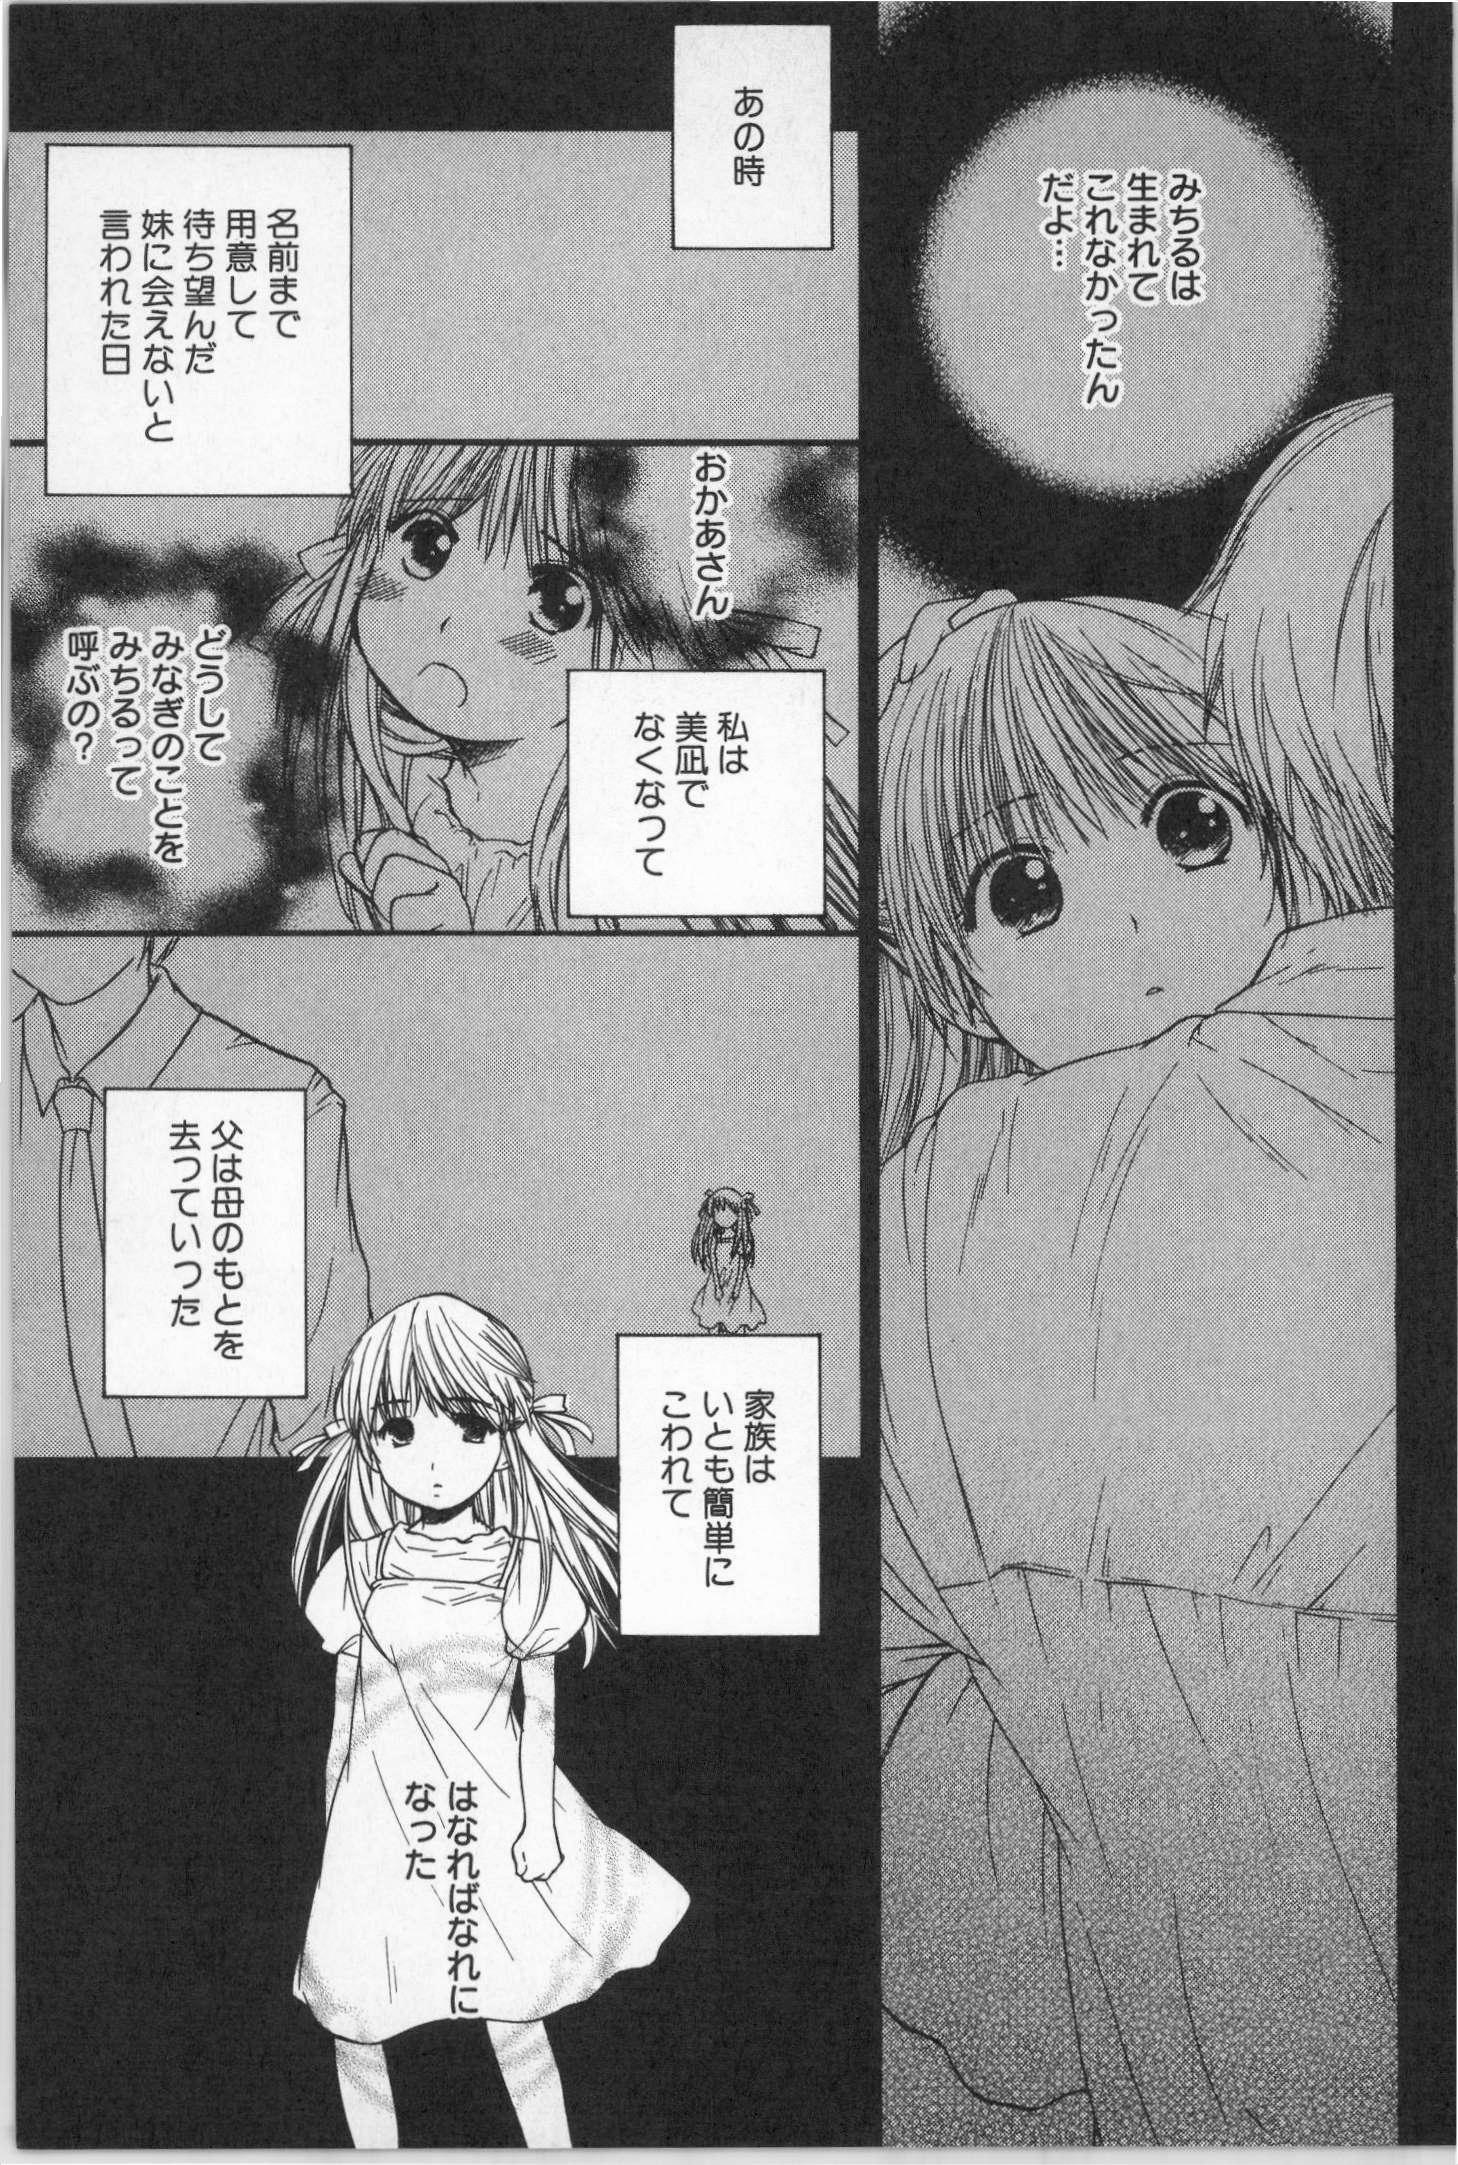 みちるは
生まれて
これなかったん
だよ…
あの時
名前まで
用意して
待ち望んだ
妹に会えないと
言われた日
おかあさん
どうして
みなぎのことを
みちるって
呼ぶの?
私は
美凪で
なくなって
父は母のもとを
去っていった
家族は
いとも簡単に
こわれて
はなればなれに
なった